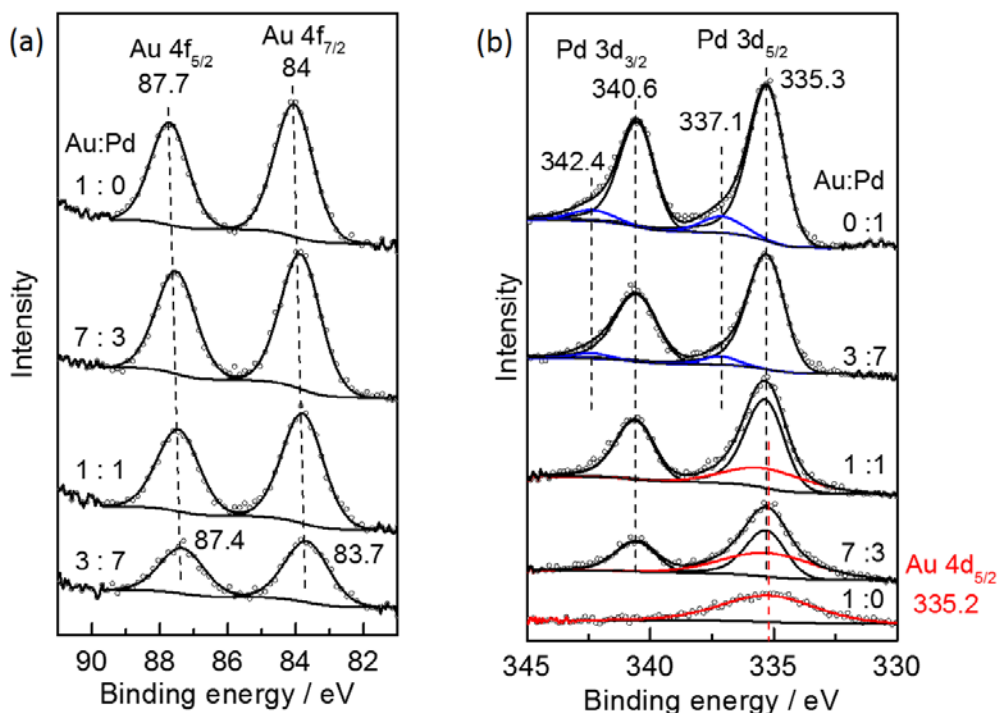 (a)
Au 4f5/2
87.7
Au 4f7/2
84
Au:Pd
1 : 0
7 : 3
1 : 1
3 : 7
87.4
83.7
Intensity
90 88 86 84 82
Binding energy / eV
(b)
Pd 3d3/2
340.6
Pd 3d5/2
335.3
337.1
342.4
Au:Pd
0 :1
3 :7
1 :1
7 :3
1 :0
Au 4d5/2
335.2
Intensity
345 340 335 330
Binding energy / eV